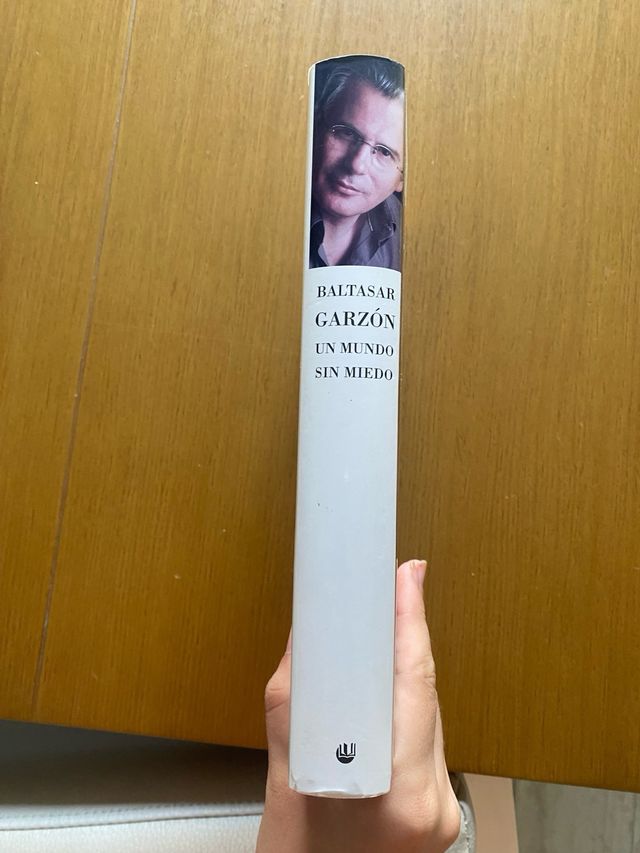 BALTASAR
GARZÓN
UN MUNDO
SIN MIEDO